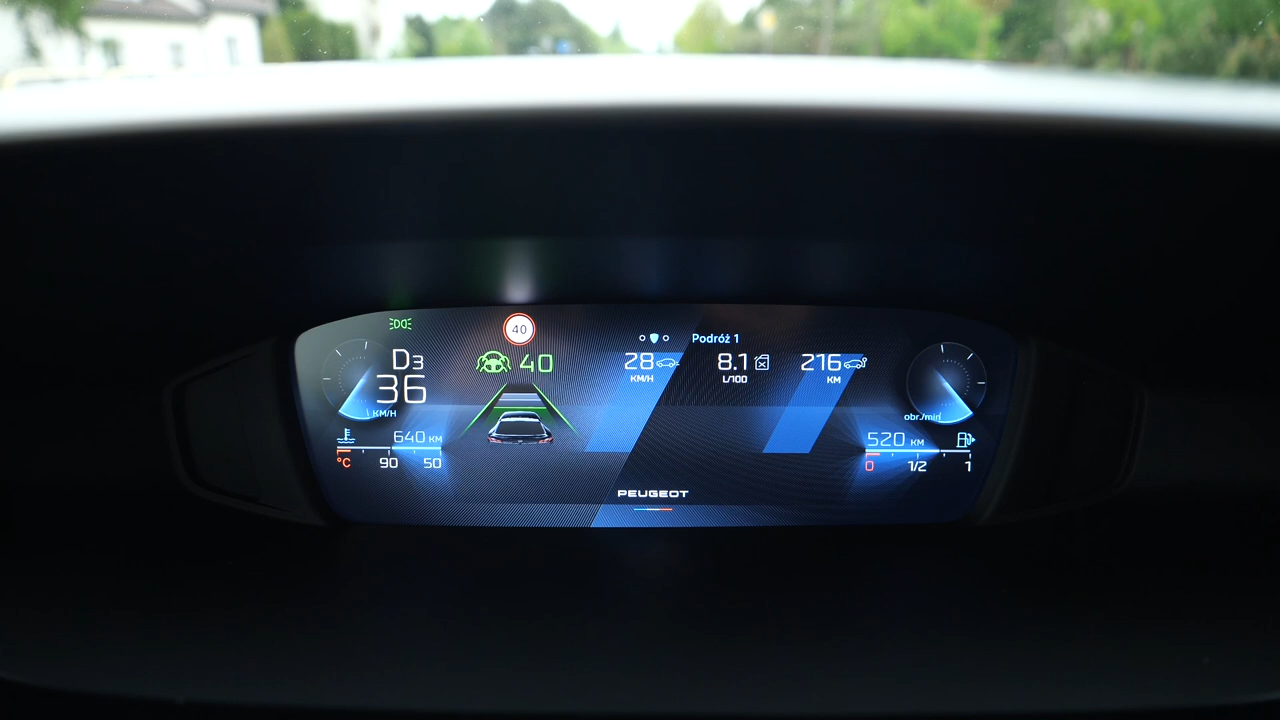 40
D3
36
KM/H
40
Podróż 1
28
KM/H
8.1
L/100
216
KM
obr./min
640 KM
°C 90 50
520 KM
0 1/2 1
PEUGEOT